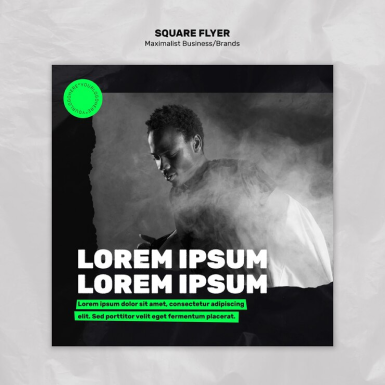 SQUARE FLYER
Maximalist Business/Brands
LOREM IPSUM
LOREM IPSUM
Lorem ipsum dolor sit amet, consectetur adipiscing
elit. Sed porttitor velit eget fermentum placerat.